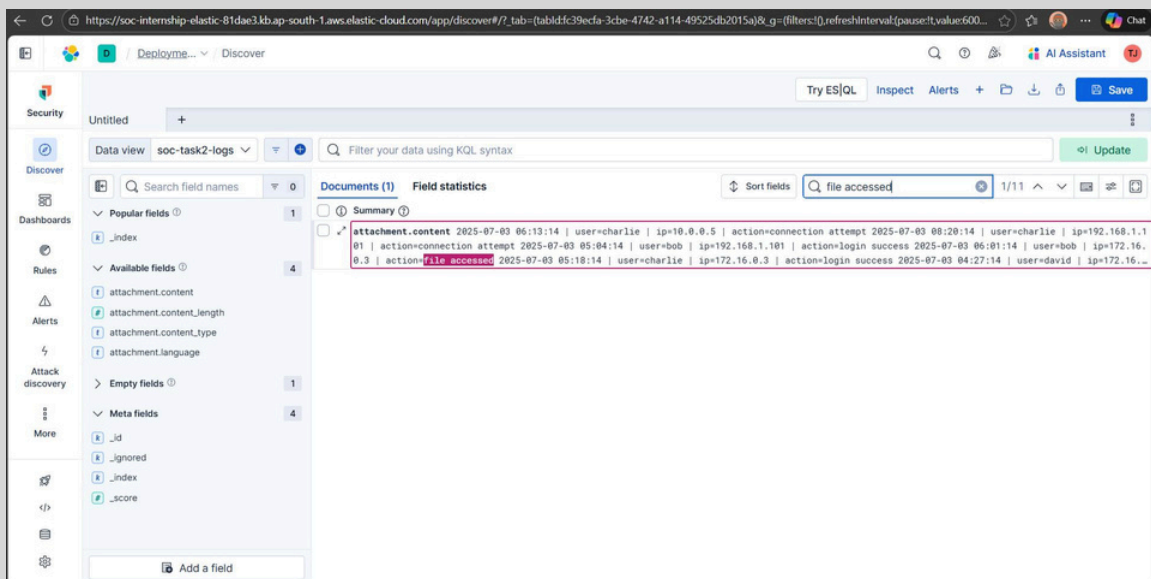 https://soc-internship-elastic-81dae3.kb.ap-south-1.aws.elastic-cloud.com/app/discover#/?_tab=(tabId:fc39ecfa-3cbe-4742-a114-49525db2015a)&_g=(filters:!(),refreshInterval:(pause:!t,value:600...
Chat
D / Deployme... / Discover
AI Assistant
TJ
Security
Try ES|QL Inspect Alerts + Save
Untitled +
Discover
Data view soc-task2-logs
Filter your data using KQL syntax
Update
Search field names 0
Documents (1) Field statistics
Sort fields
file accessed
1/11
Dashboards
Popular fields 1
Summary
_index
attachment.content 2025-07-03 06:13:14 | user=charlie | ip=10.0.0.5 | action=connection attempt 2025-07-03 08:20:14 | user=charlie | ip=192.168.1.1
01 | action=connection attempt 2025-07-03 05:04:14 | user=bob | ip=192.168.1.101 | action=login success 2025-07-03 06:01:14 | user=bob | ip=172.16.
0.3 | action=file accessed 2025-07-03 05:18:14 | user=charlie | ip=172.16.0.3 | action=login success 2025-07-03 04:27:14 | user=david | ip=172.16.…
Rules
Available fields 4
attachment.content
attachment.content_length
attachment.content_type
attachment.language
Alerts
Attack
discovery
Empty fields 1
Meta fields 4
More
_id
_ignored
_index
_score
Add a field